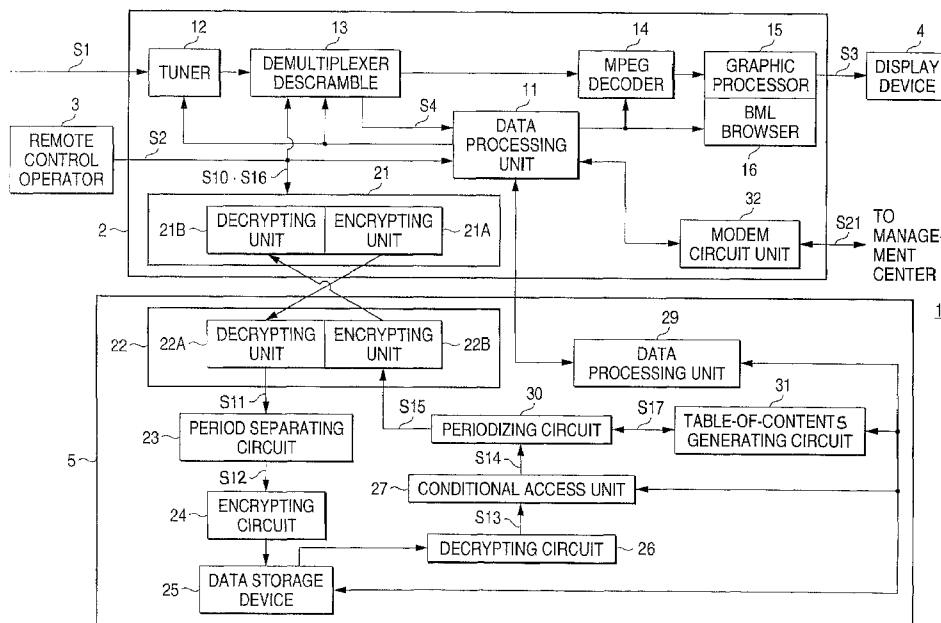 12
13
14
15
4
S1
TUNER
DEMULTIPLEXER
DESCRAMBLE
MPEG
DECODER
GRAPHIC
PROCESSOR
S3
DISPLAY
DEVICE
11
3
S4
BML
BROWSER
REMOTE
CONTROL
OPERATOR
S2
DATA
PROCESSING
UNIT
16
S10 · S16
21
32
2
21B
DECRYPTING
UNIT
ENCRYPTING
UNIT
21A
MODEM
CIRCUIT UNIT
S21
TO
MANAGE-
MENT
CENTER
1
22
22A
DECRYPTING
UNIT
ENCRYPTING
UNIT
22B
29
DATA
PROCESSING UNIT
S11
S15
30
31
23
PERIOD SEPARATING
CIRCUIT
PERIODIZING CIRCUIT
S17
TABLE-OF-CONTENTS
GENERATING CIRCUIT
5
S14
S12
27
CONDITIONAL ACCESS UNIT
24
ENCRYPTING
CIRCUIT
S13
DECRYPTING CIRCUIT
26
25
DATA STORAGE
DEVICE